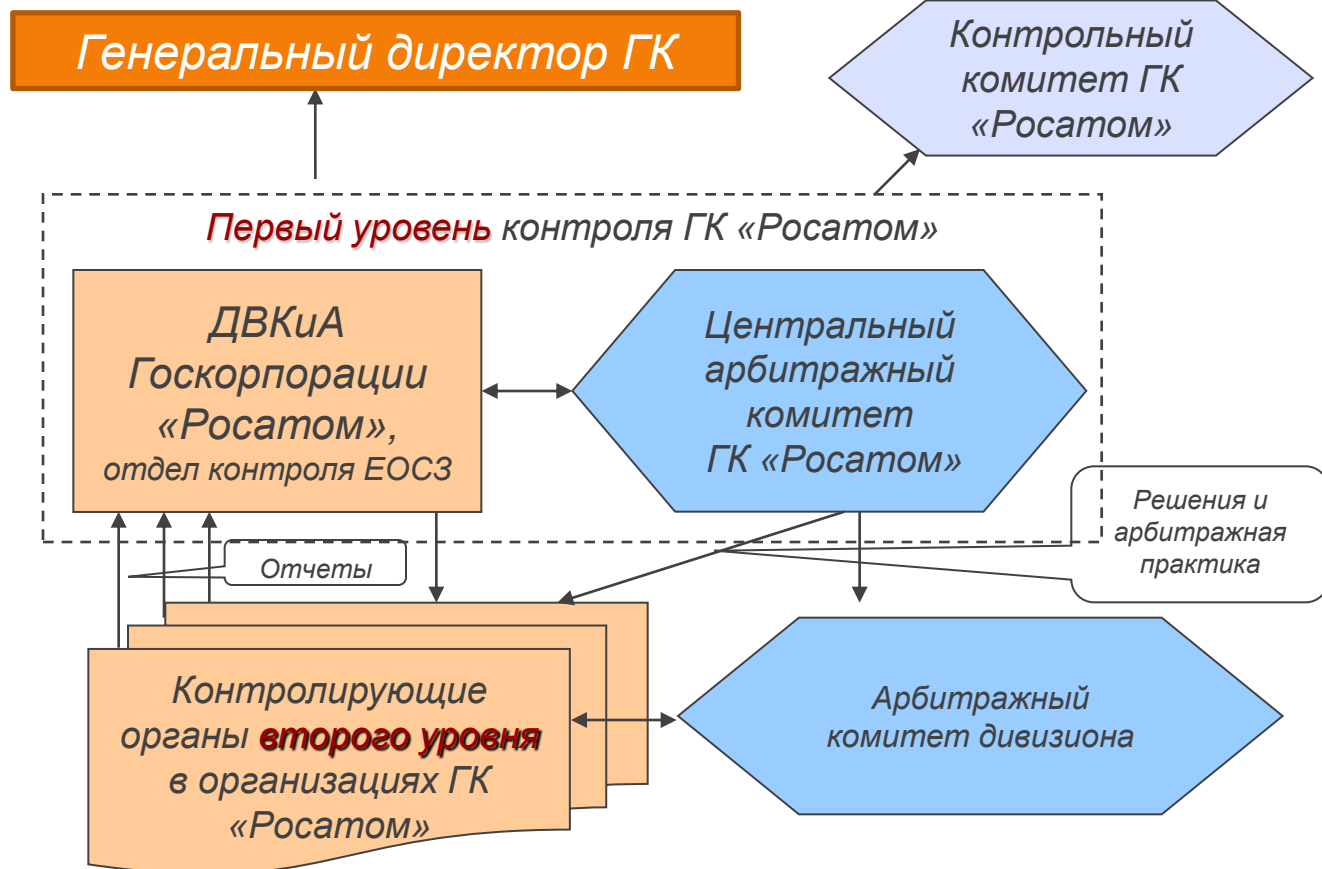 Генеральный директор ГК
Контрольный
комитет ГК
«Росатом»
Первый уровень контроля ГК «Росатом»
ДВКиА
Госкорпорации
«Росатом»,
отдел контроля ЕОСЗ
Центральный
арбитражный
комитет
ГК «Росатом»
Решения и
арбитражная
практика
Отчеты
Контролирующие
органы второго уровня
в организациях ГК
«Росатом»
Арбитражный
комитет дивизиона